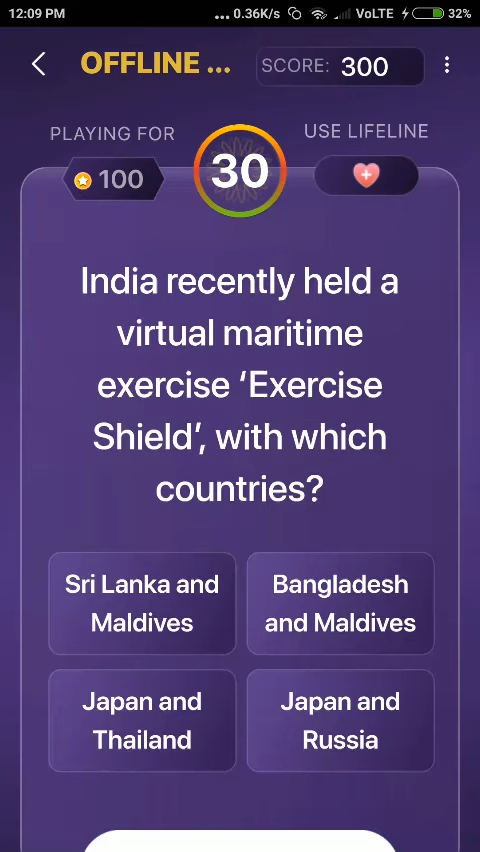 12:09 PM
... 0.36K/s VoLTE 32%
OFFLINE ...
SCORE: 300
PLAYING FOR
100
30
USE LIFELINE
India recently held a
virtual maritime
exercise ‘Exercise
Shield’, with which
countries?
Sri Lanka and
Maldives
Bangladesh
and Maldives
Japan and
Thailand
Japan and
Russia